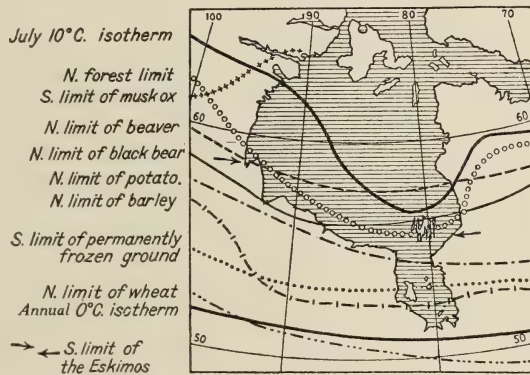 100
90
80
70
July 10°C. isotherm
N. forest limit
S. limit of muskox
60
60
N. limit of beaver
N. limit of black bear
N. limit of potato.
N. limit of barley
S. limit of permanently
frozen ground
N. limit of wheat
Annual 0°C. isotherm
50
50
S. limit of
the Eskimos